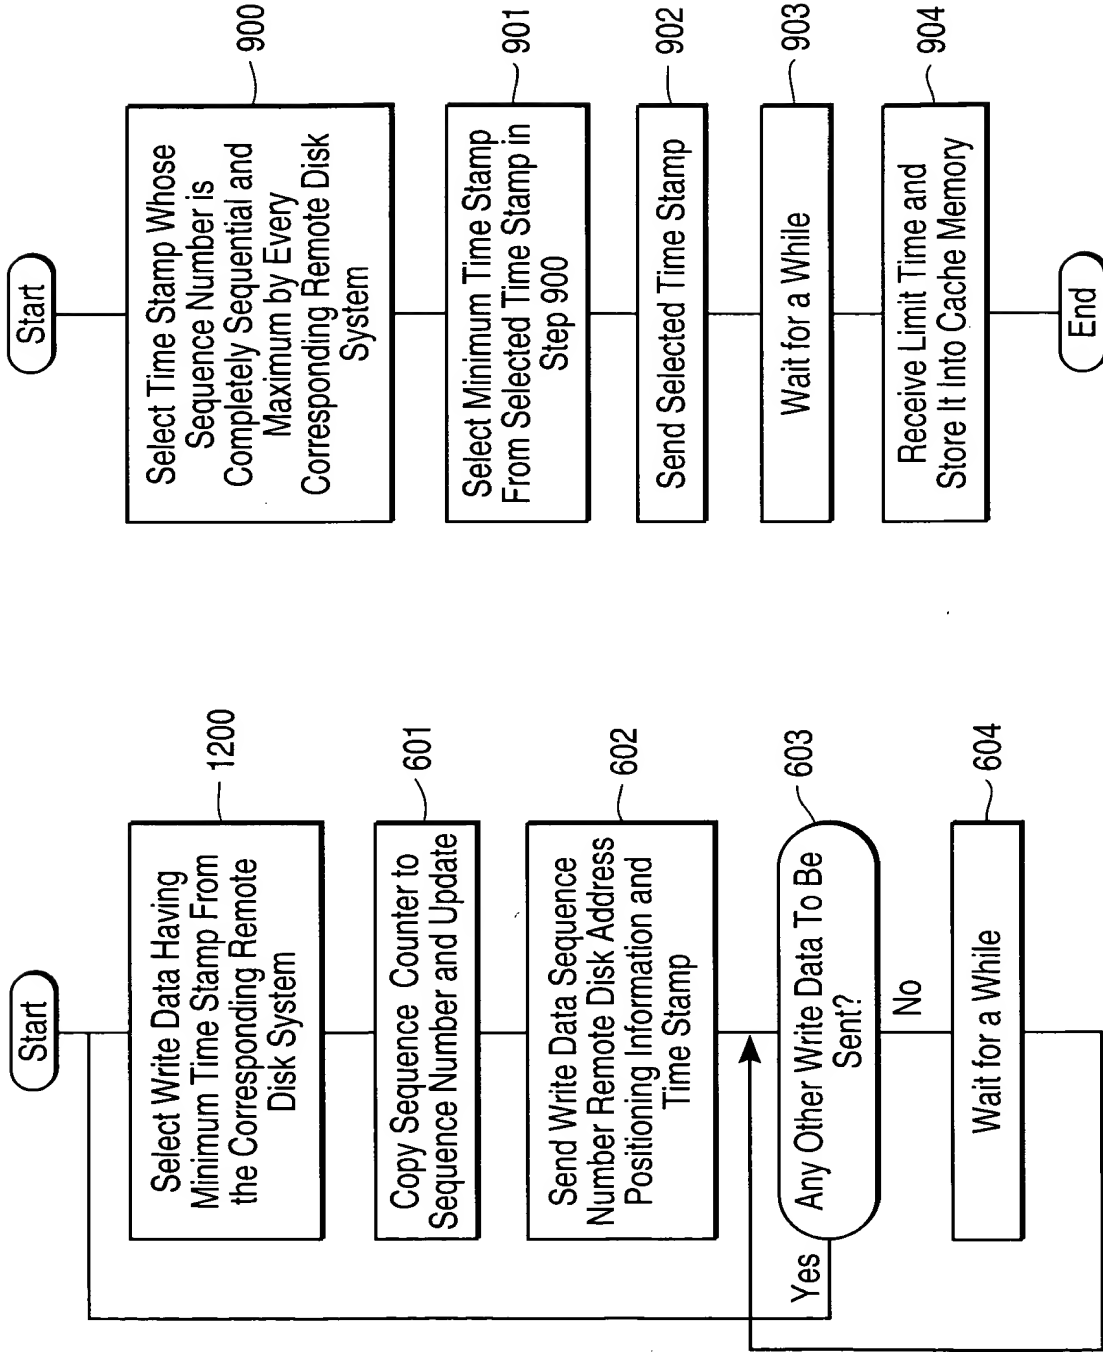 Start
Select Write Data Having
Minimum Time Stamp From
the Corresponding Remote
Disk System
1200
Copy Sequence Counter to
Sequence Number and Update
601
Send Write Data Sequence
Number Remote Disk Address
Positioning Information and
Time Stamp
602
Any Other Write Data To Be
Sent?
603
Yes
No
Wait for a While
604
Start
Select Time Stamp Whose
Sequence Number is
Completely Sequential and
Maximum by Every
Corresponding Remote Disk
System
900
Select Minimum Time Stamp
From Selected Time Stamp in
Step 900
901
Send Selected Time Stamp
902
Wait for a While
903
Receive Limit Time and
Store It Into Cache Memory
904
End